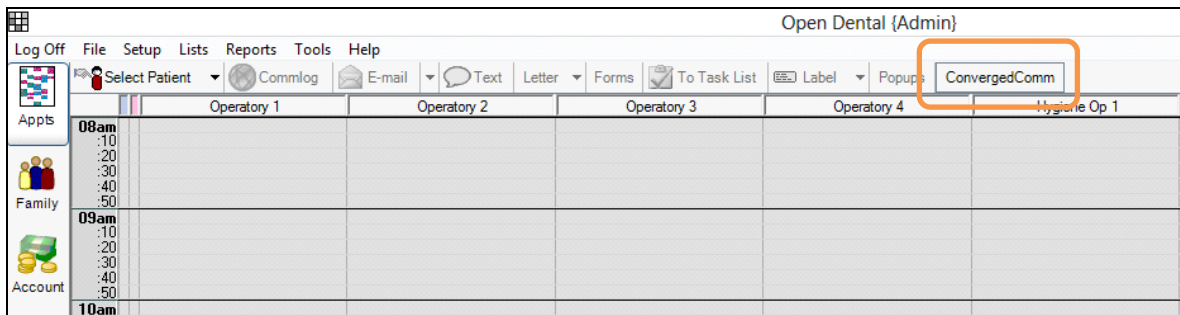 Open Dental {Admin}
Log Off File Setup Lists Reports Tools Help
Select Patient Commlog E-mail Text Letter Forms To Task List Label Popups ConvergedComm
Operatory 1 Operatory 2 Operatory 3 Operatory 4 Hygiene Op 1
Appts
08am
:10
:20
:30
:40
:50
Family
09am
:10
:20
:30
:40
:50
Account
10am